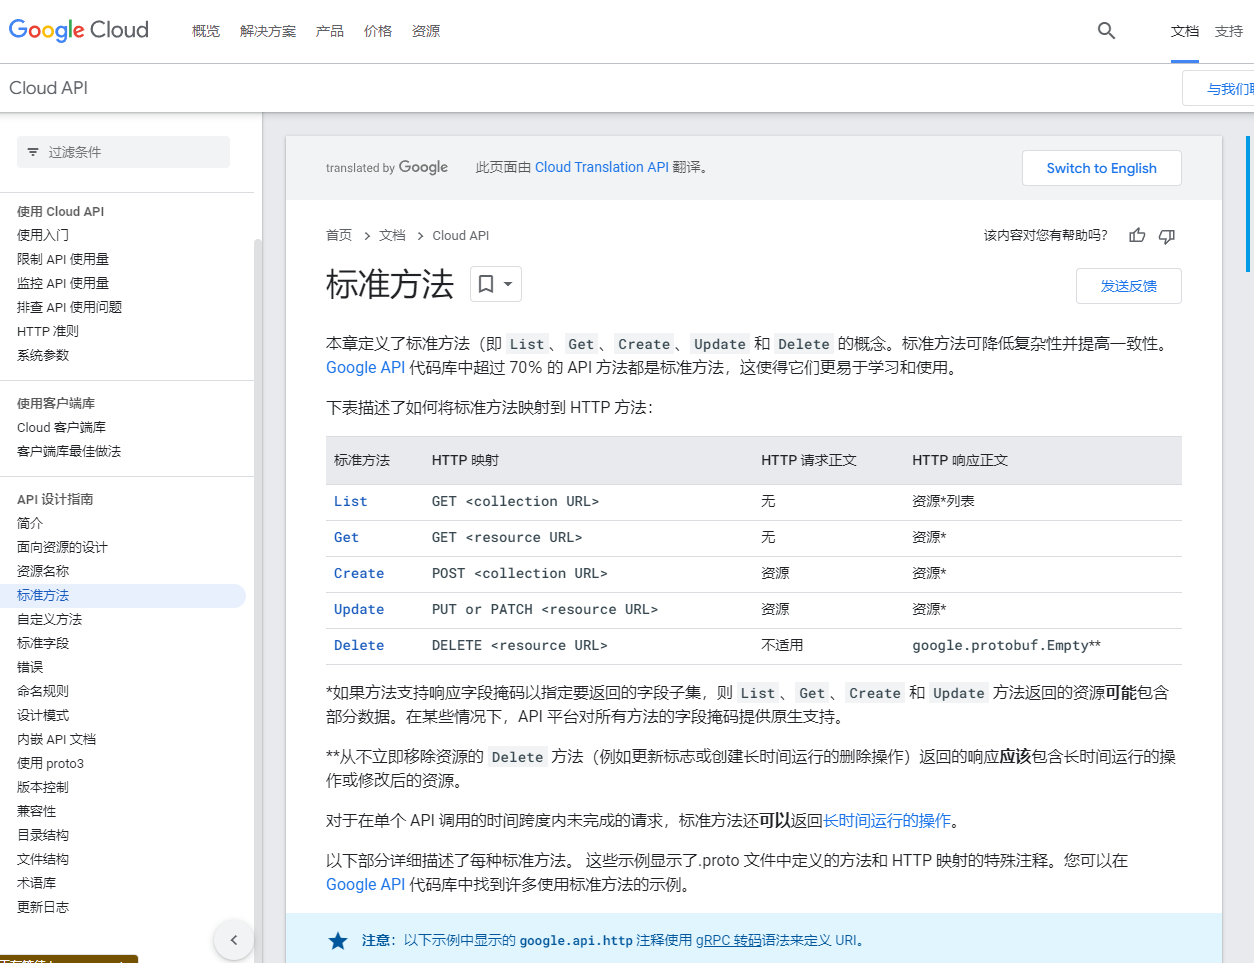 Google Cloud 概览 解决方案 产品 价格 资源 文档 支持
Cloud API 与我们
过滤条件
使用 Cloud API
使用入门
限制 API 使用量
监控 API 使用量
排查 API 使用问题
HTTP 准则
系统参数
使用客户端库
Cloud 客户端库
客户端库最佳做法
API 设计指南
简介
面向资源的设计
资源名称
标准方法
自定义方法
标准字段
错误
命名规则
设计模式
内嵌 API 文档
使用 proto3
版本控制
兼容性
目录结构
文件结构
术语库
更新日志
translated by Google 此页面由 Cloud Translation API 翻译。 Switch to English
首页 > 文档 > Cloud API 该内容对您有帮助吗？
标准方法 发送反馈
本章定义了标准方法（即 List、Get、Create、Update 和 Delete 的概念。标准方法可降低复杂性并提高一致性。
Google API 代码库中超过 70% 的 API 方法都是标准方法，这使得它们更易于学习和使用。
下表描述了如何将标准方法映射到 HTTP 方法：
标准方法 HTTP 映射 HTTP 请求正文 HTTP 响应正文
List GET <collection URL> 无 资源*列表
Get GET <resource URL> 无 资源*
Create POST <collection URL> 资源 资源*
Update PUT or PATCH <resource URL> 资源 资源*
Delete DELETE <resource URL> 不适用 google.protobuf.Empty**
*如果方法支持响应字段掩码以指定要返回的字段子集，则 List、Get、Create 和 Update 方法返回的资源可能包含
部分数据。在某些情况下，API 平台对所有方法的字段掩码提供原生支持。
**从不立即移除资源的 Delete 方法（例如更新标志或创建长时间运行的删除操作）返回的响应应该包含长时间运行的操
作或修改后的资源。
对于在单个 API 调用的时间跨度内未完成的请求，标准方法还可以返回长时间运行的操作。
以下部分详细描述了每种标准方法。 这些示例显示了.proto 文件中定义的方法和 HTTP 映射的特殊注释。您可以在
Google API 代码库中找到许多使用标准方法的示例。
注意：以下示例中显示的 google.api.http 注释使用 gRPC 转码语法来定义 URI。